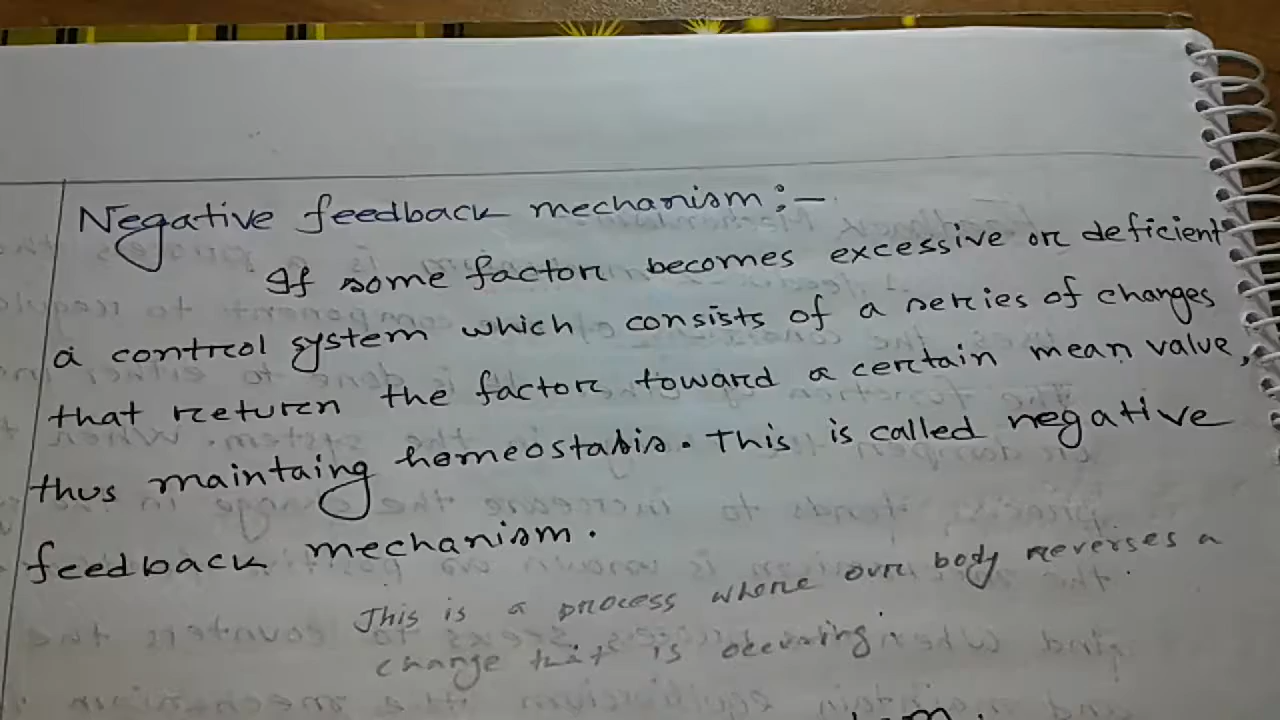 Negative feedback mechanism :-
If some factor becomes excessive or deficient
a control system which consists of a series of changes
that return the factor toward a certain mean value,
thus maintaing homeostasis. This is called negative
feedback mechanism.
This is a process where our body reverses a
change that is occuring.